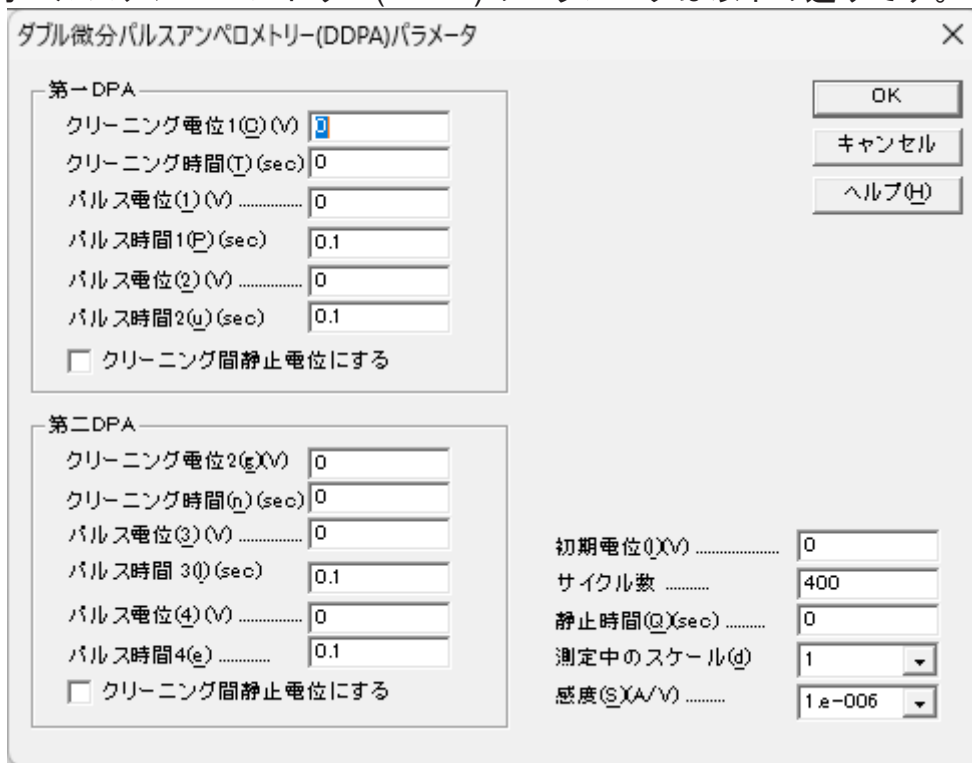 ダブル微分パルスアンペロメトリー(DDPA)パラメータ
第一DPA
クリーニング電位1(C)(V) 0
クリーニング時間(T)(sec) 0
パルス電位(1)(V) .............. 0
パルス時間1(P)(sec) 0.1
パルス電位(2)(V) .............. 0
パルス時間2(u)(sec) 0.1
クリーニング間静止電位にする
OK
キャンセル
ヘルプ(H)
第二DPA
クリーニング電位2(g)(V) 0
クリーニング時間(n)(sec) 0
パルス電位(3)(V) .............. 0
パルス時間 3(l)(sec) 0.1
パルス電位(4)(V) .............. 0
パルス時間4(e) ............ 0.1
クリーニング間静止電位にする
初期電位(I)(V) ................... 0
サイクル数 .......... 400
静止時間(Q)(sec) ......... 0
測定中のスケール(d) 1
感度(S)(A/V) ......... 1.e-006